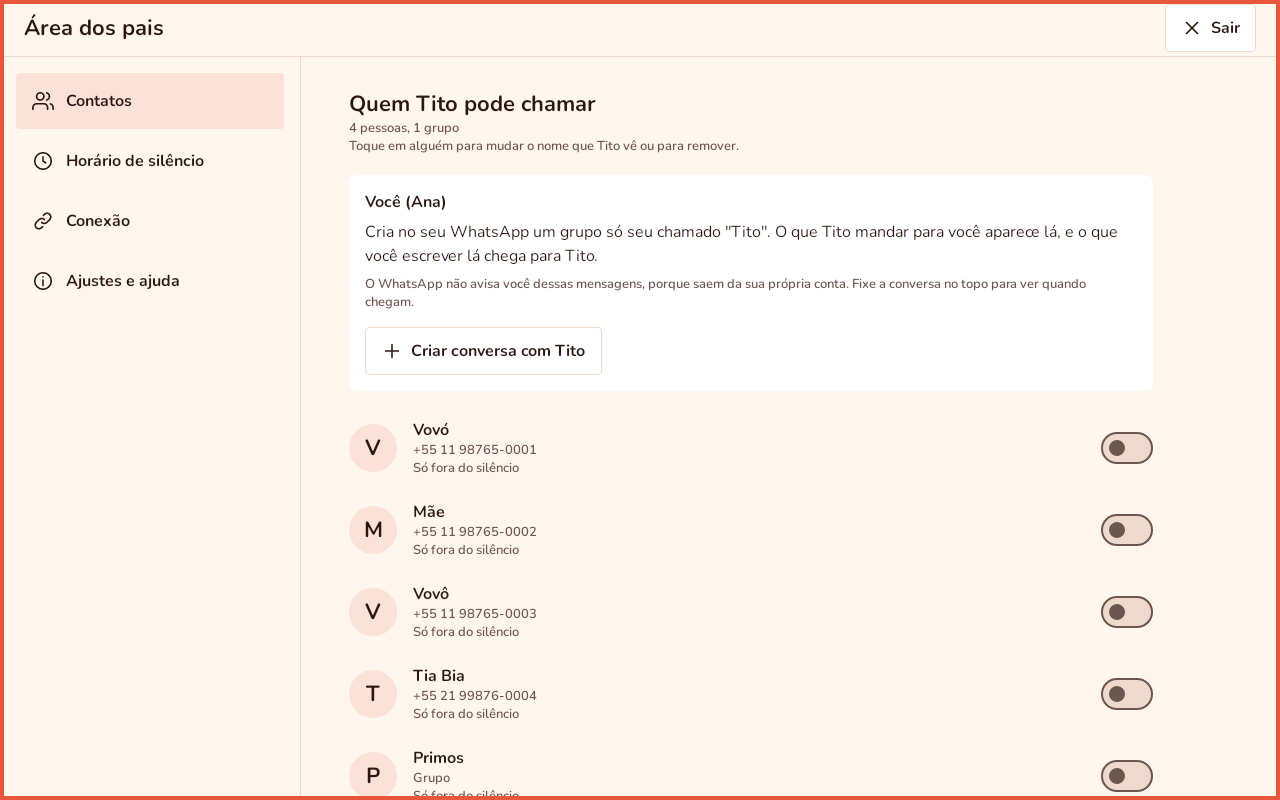 Área dos pais
Sair
Contatos
Horário de silêncio
Conexão
Ajustes e ajuda
Quem Tito pode chamar
4 pessoas, 1 grupo
Toque em alguém para mudar o nome que Tito vê ou para remover.
Você (Ana)
Cria no seu WhatsApp um grupo só seu chamado "Tito". O que Tito mandar para você aparece lá, e o que
você escrever lá chega para Tito.
O WhatsApp não avisa você dessas mensagens, porque saem da sua própria conta. Fixe a conversa no topo para ver quando
chegam.
Criar conversa com Tito
V
Vovó
+55 11 98765-0001
Só fora do silêncio
M
Mãe
+55 11 98765-0002
Só fora do silêncio
V
Vovô
+55 11 98765-0003
Só fora do silêncio
T
Tia Bia
+55 21 99876-0004
Só fora do silêncio
P
Primos
Grupo
Só fora do silêncio